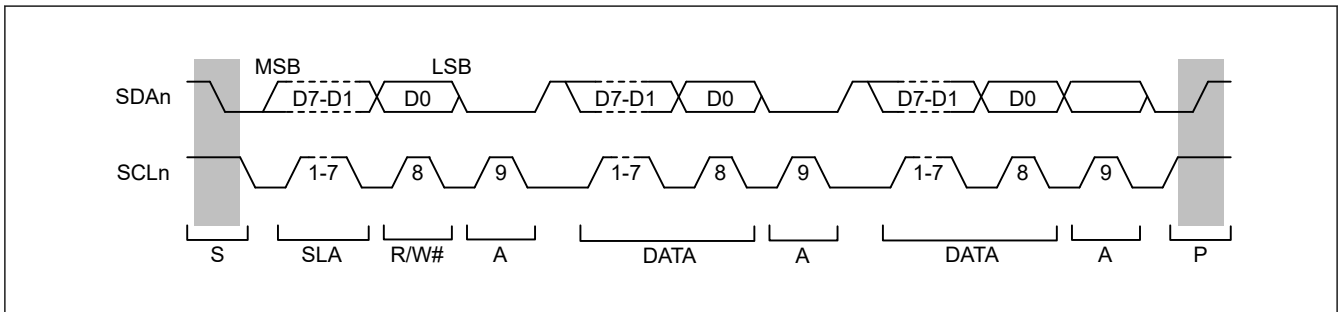 MSB LSB
SDAn D7-D1 D0 D7-D1 D0 D7-D1 D0
SCLn 1-7 8 9 1-7 8 9 1-7 8 9
S SLA R/W# A DATA A DATA A P